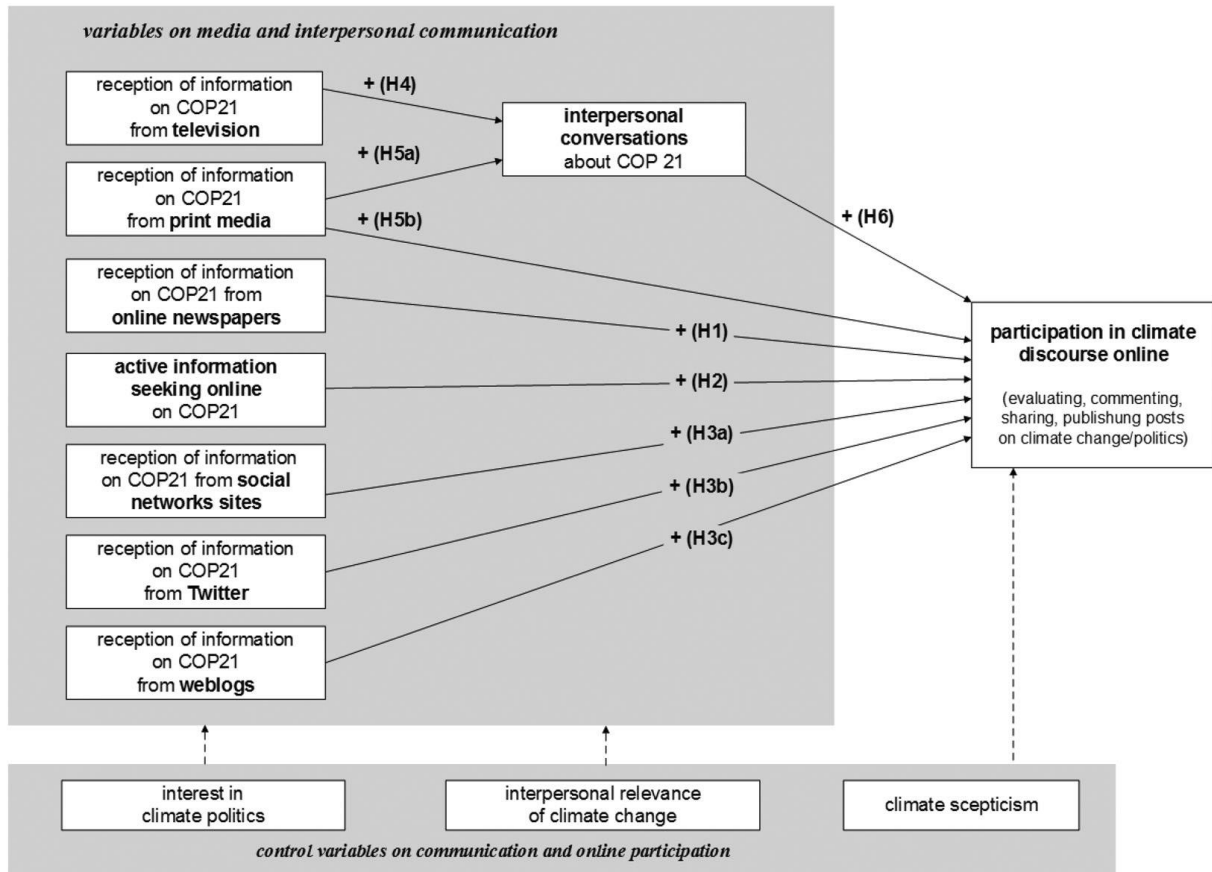 variables on media and interpersonal communication
reception of information
on COP21
from television
+ (H4)
interpersonal
conversations
about COP 21
reception of information
on COP21
from print media
+ (H5a)
+ (H5b)
+ (H6)
reception of information
on COP21 from
online newspapers
+ (H1)
active information
seeking online
on COP21
+ (H2)
reception of information
on COP21 from social
networks sites
+ (H3a)
reception of information
on COP21
from Twitter
+ (H3b)
reception of information
on COP21
from weblogs
+ (H3c)
participation in climate
discourse online
(evaluating, commenting,
sharing, publishung posts
on climate change/politics)
interest in
climate politics
interpersonal relevance
of climate change
climate scepticism
control variables on communication and online participation